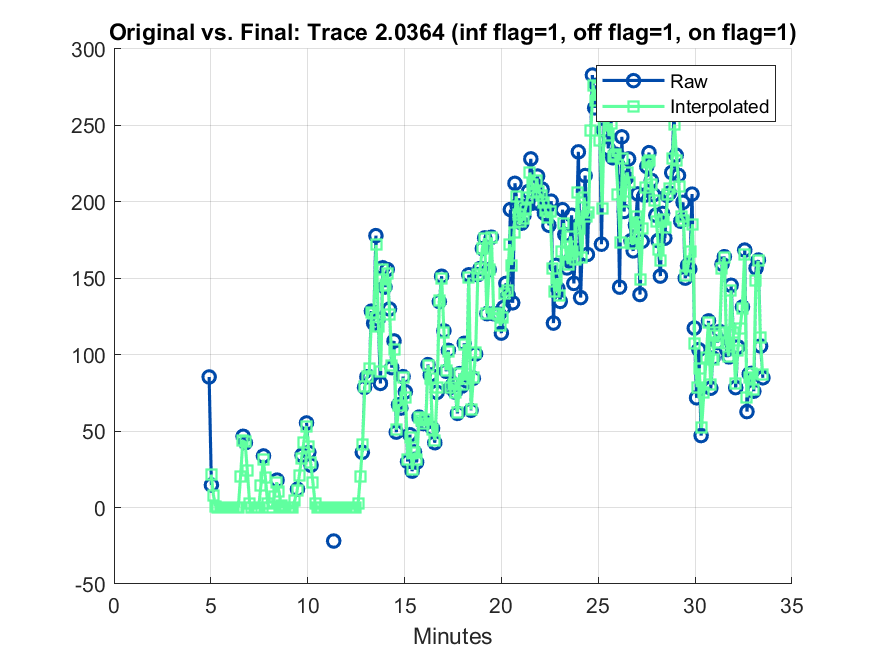 Original vs. Final: Trace 2.0364 (inf flag=1, off flag=1, on flag=1)
300
250
200
150
100
50
0
-50
Raw
Interpolated
0 5 10 15 20 25 30 35
Minutes